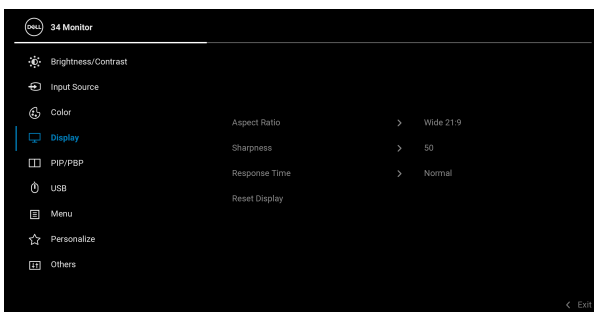 DELL 34 Monitor
Brightness/Contrast
Input Source
Color
Aspect Ratio Wide 21:9
Display
Sharpness 50
PIP/PBP
Response Time Normal
USB
Reset Display
Menu
Personalize
Others
Exit